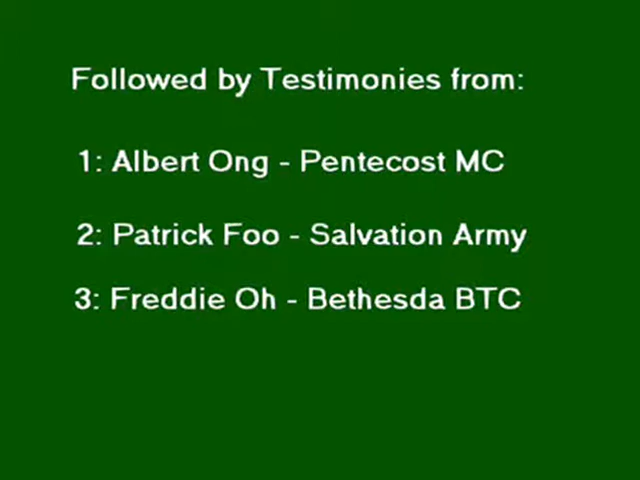 Followed by Testimonies from:
1: Albert Ong - Pentecost MC
2: Patrick Foo - Salvation Army
3: Freddie Oh - Bethesda BTC